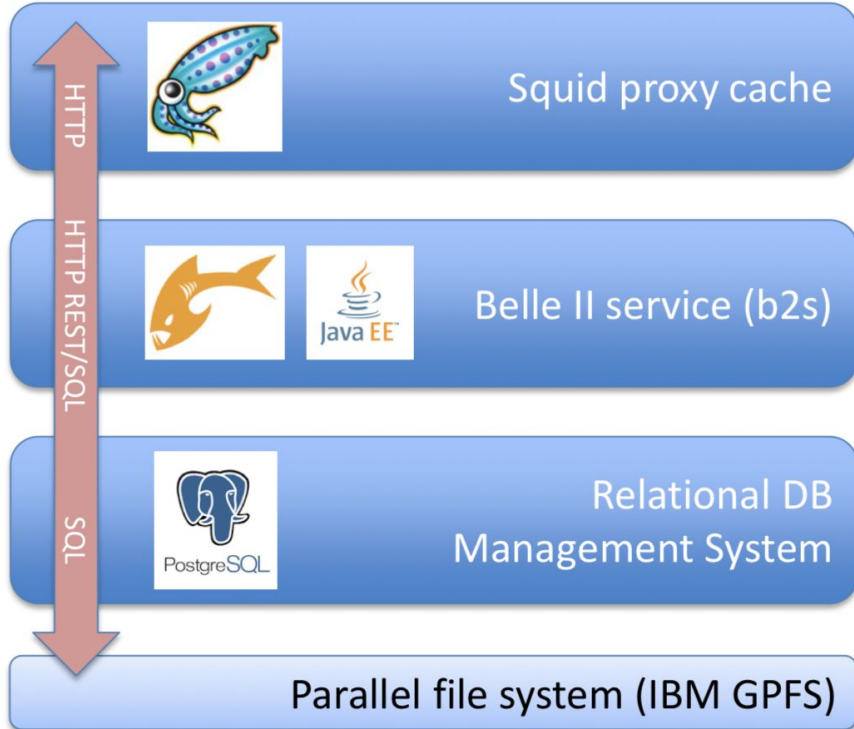 HTTP
Squid proxy cache
HTTP REST/SQL
Java EE™
Belle II service (b2s)
SQL
PostgreSQL
Relational DB
Management System
Parallel file system (IBM GPFS)